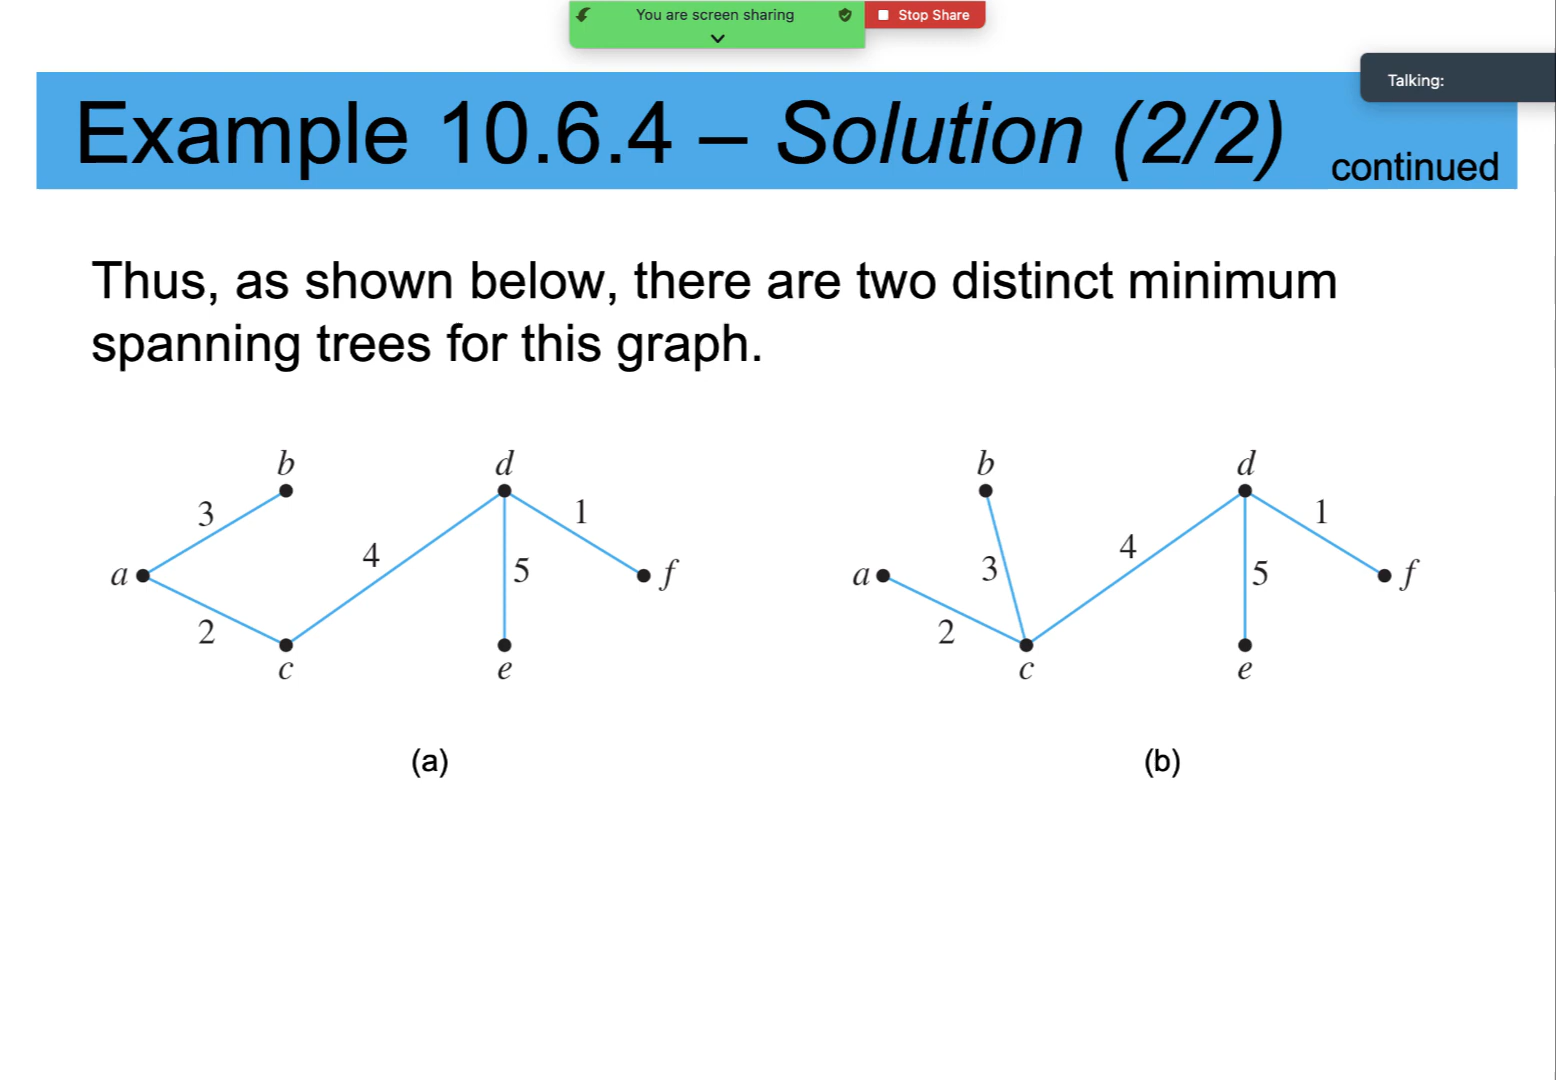 You are screen sharing
Stop Share
Talking:
Example 10.6.4 – Solution (2/2) continued
Thus, as shown below, there are two distinct minimum
spanning trees for this graph.
b
d
3
1
4
a
5
f
2
c
e
(a)
b
d
1
4
a
3
5
f
2
c
e
(b)